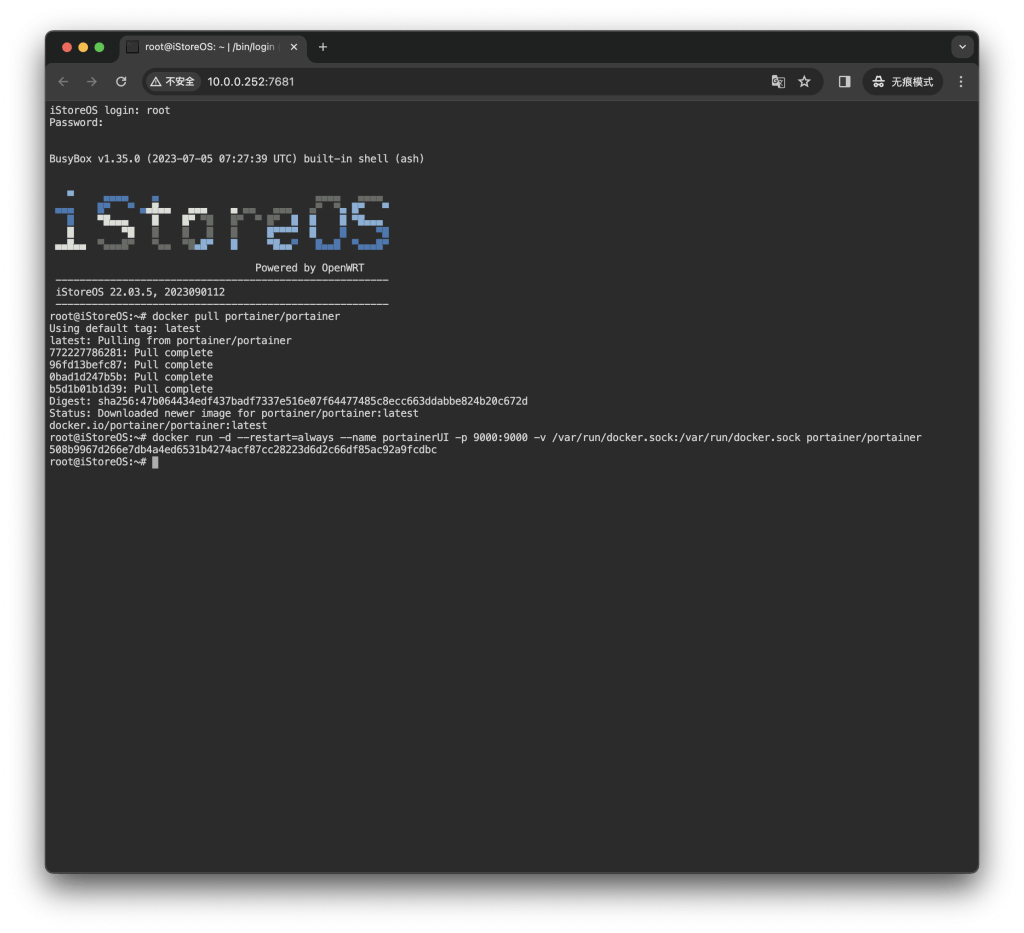 root@iStoreOS: ~ | /bin/login
不安全 10.0.0.252:7681 无痕模式
iStoreOS login: root
Password:
BusyBox v1.35.0 (2023-07-05 07:27:39 UTC) built-in shell (ash)
iStoreOS
Powered by OpenWRT
iStoreOS 22.03.5, 2023090112
root@iStoreOS:~# docker pull portainer/portainer
Using default tag: latest
latest: Pulling from portainer/portainer
772227786281: Pull complete
96fd13befc87: Pull complete
0bad1d247b5b: Pull complete
b5d1b01b1d39: Pull complete
Digest: sha256:47b064434edf437badf7337e516e07f64477485c8ecc663ddabbe824b20c672d
Status: Downloaded newer image for portainer/portainer:latest
docker.io/portainer/portainer:latest
root@iStoreOS:~# docker run -d --restart=always --name portainerUI -p 9000:9000 -v /var/run/docker.sock:/var/run/docker.sock portainer/portainer
508b9967d266e7db4a4ed6531b4274acf87cc28223d6d2c66df85ac92a9fcdbc
root@iStoreOS:~#